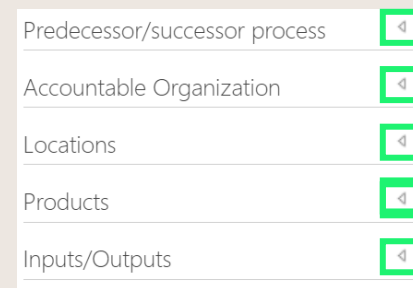 Predecessor/successor process
Accountable Organization
Locations
Products
Inputs/Outputs